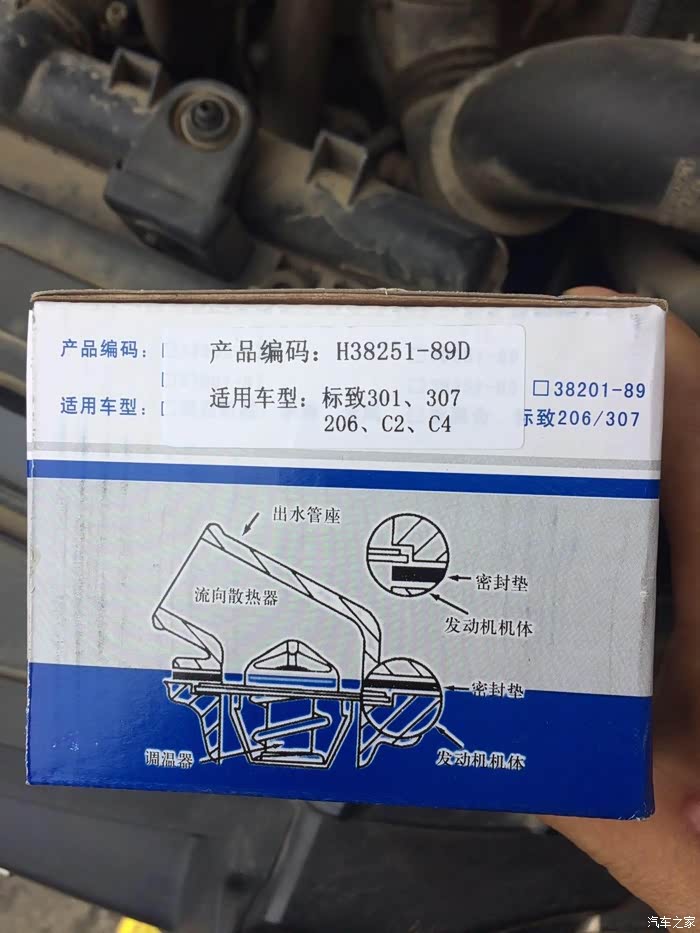 产品编码：
产品编码：H38251-89D
适用车型：
适用车型：标致301、307
206、C2、C4
□38201-89
标致206/307
出水管座
流向散热器
密封垫
发动机机体
密封垫
调温器
发动机机体
汽车之家